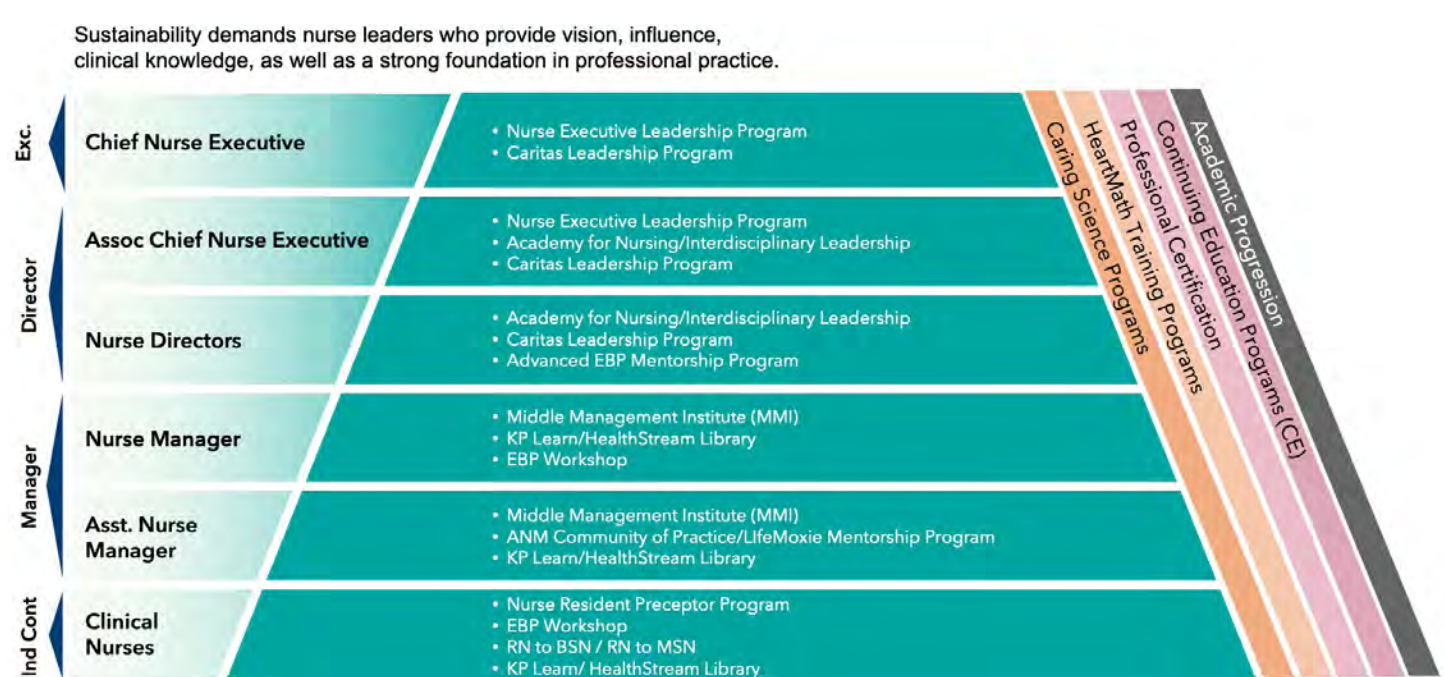 Sustainability demands nurse leaders who provide vision, influence,
clinical knowledge, as well as a strong foundation in professional practice.
Exc.
Chief Nurse Executive
• Nurse Executive Leadership Program
• Caritas Leadership Program
Director
Assoc Chief Nurse Executive
• Nurse Executive Leadership Program
• Academy for Nursing/Interdisciplinary Leadership
• Caritas Leadership Program
Nurse Directors
• Academy for Nursing/Interdisciplinary Leadership
• Caritas Leadership Program
• Advanced EBP Mentorship Program
Manager
Nurse Manager
• Middle Management Institute (MMI)
• KP Learn/HealthStream Library
• EBP Workshop
Asst. Nurse
Manager
• Middle Management Institute (MMI)
• ANM Community of Practice/LIfeMoxie Mentorship Program
• KP Learn/HealthStream Library
Ind Cont
Clinical
Nurses
• Nurse Resident Preceptor Program
• EBP Workshop
• RN to BSN / RN to MSN
• KP Learn/ HealthStream Library
Caring Science Programs
HeartMath Training Programs
Professional Certification
Continuing Education Programs (CE)
Academic Progression